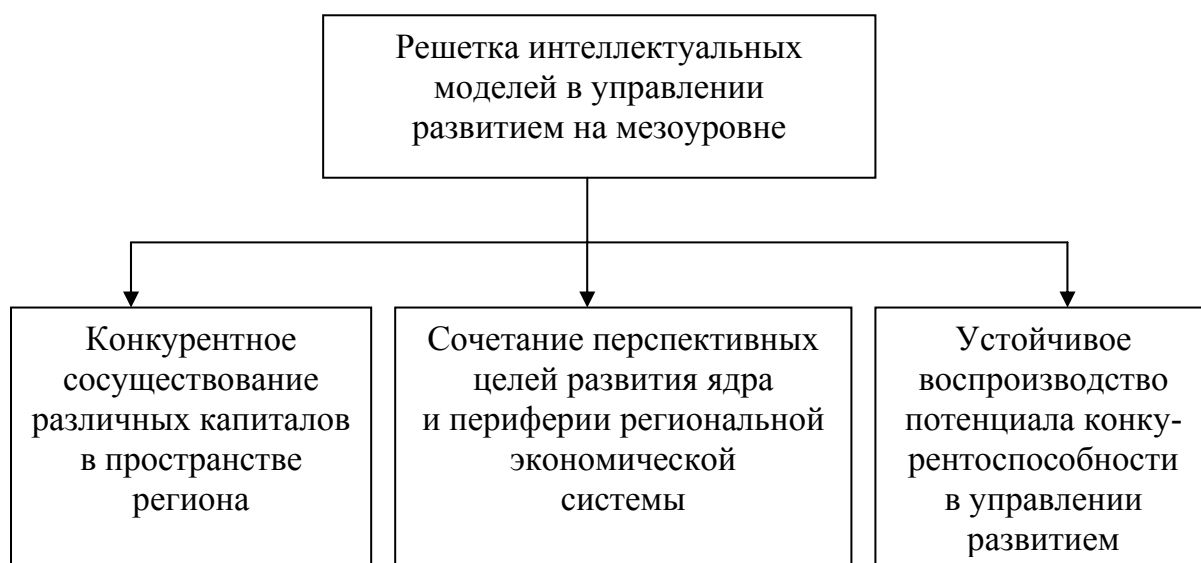 Решетка интеллектуальных
моделей в управлении
развитием на мезоуровне
Конкурентное
сосуществование
различных капиталов
в пространстве
региона
Сочетание перспективных
целей развития ядра
и периферии региональной
экономической
системы
Устойчивое
воспроизводство
потенциала конку-
рентоспособности
в управлении
развитием